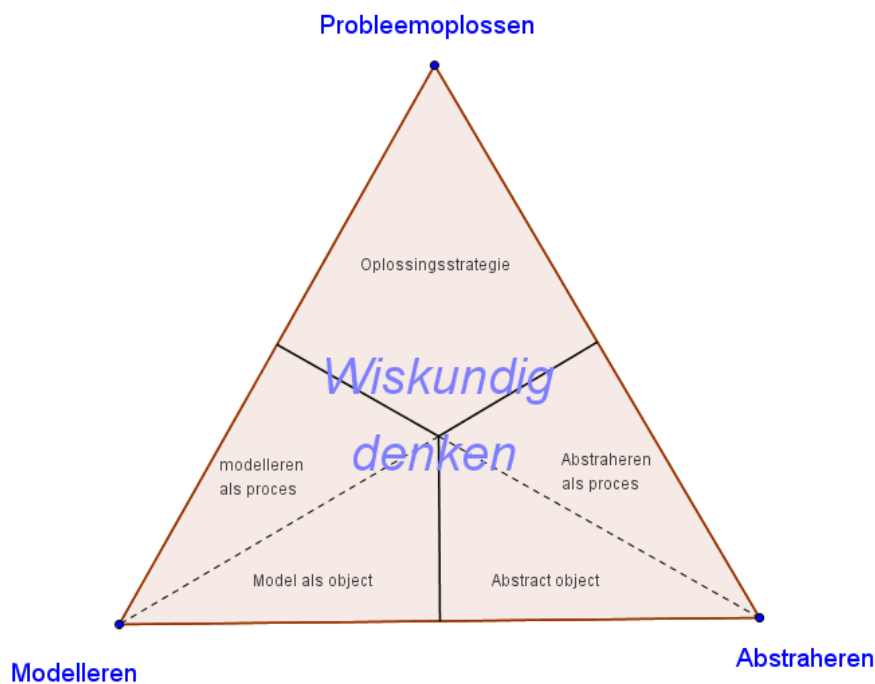 Probleemoplossen
Oplossingsstrategie
Wiskundig
denken
modelleren
als proces
Abstraheren
als proces
Model als object
Abstract object
Modelleren
Abstraheren